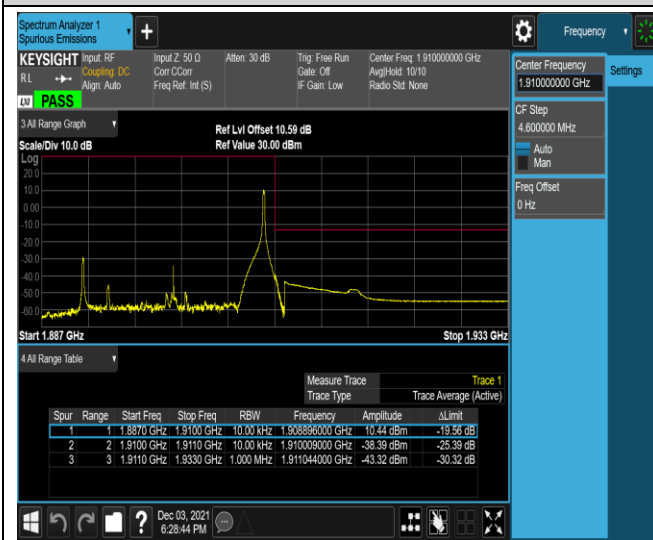 Spectrum Analyzer 1
Spurious Emissions
Frequency
KEYSIGHT Input: RF Input Z: 50 Ω Atten: 30 dB Trig: Free Run Center Freq: 1.910000000 GHz
RL Coupling: DC Corr CCorr Gate: Off Avg|Hold: 10/10
Align: Auto Freq Ref: Int (S) IF Gain: Low Radio Std: None
LXI PASS
Center Frequency
1.910000000 GHz
Settings
CF Step
4.600000 MHz
Auto
Man
Freq Offset
0 Hz
3 All Range Graph
Ref Lvl Offset 10.59 dB
Scale/Div 10.0 dB Ref Value 30.00 dBm
Log
20.0
10.0
0.00
-10.0
-20.0
-30.0
-40.0
-50.0
-60.0
Start 1.887 GHz Stop 1.933 GHz
4 All Range Table
Measure Trace Trace 1
Trace Type Trace Average (Active)
Spur Range Start Freq Stop Freq RBW Frequency Amplitude ΔLimit
1 1 1.8870 GHz 1.9100 GHz 10.00 kHz 1.908896000 GHz 10.44 dBm -19.56 dB
2 2 1.9100 GHz 1.9110 GHz 10.00 kHz 1.910009000 GHz -38.39 dBm -25.39 dB
3 3 1.9110 GHz 1.9330 GHz 1.000 MHz 1.911044000 GHz -43.32 dBm -30.32 dB
Dec 03, 2021
6:28:44 PM